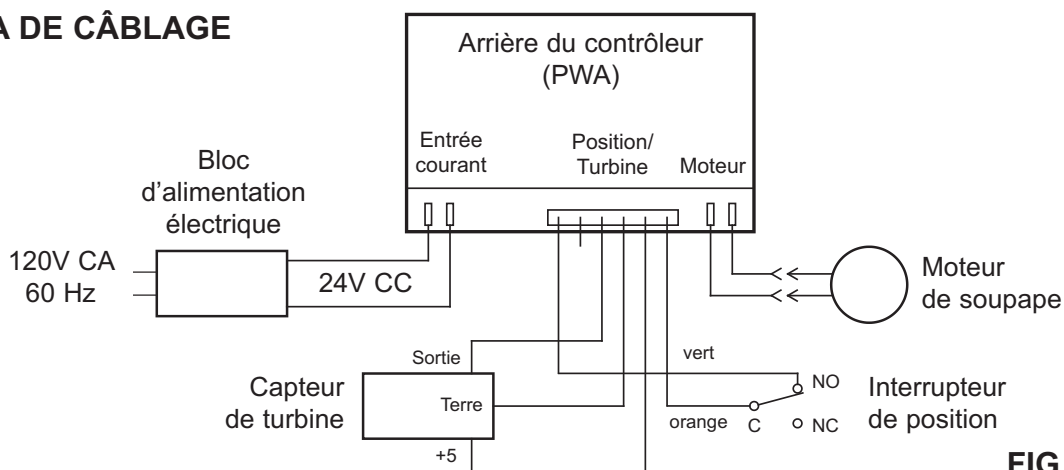 A DE CÂBLAGE
Arrière du contrôleur
(PWA)
Entrée
courant
Position/
Turbine
Moteur
Bloc
d'alimentation
électrique
120V CA
60 Hz
24V CC
Moteur
de soupape
Sortie
vert
Capteur
de turbine
Terre
NO
Interrupteur
de position
orange
C
NC
+5
FIG